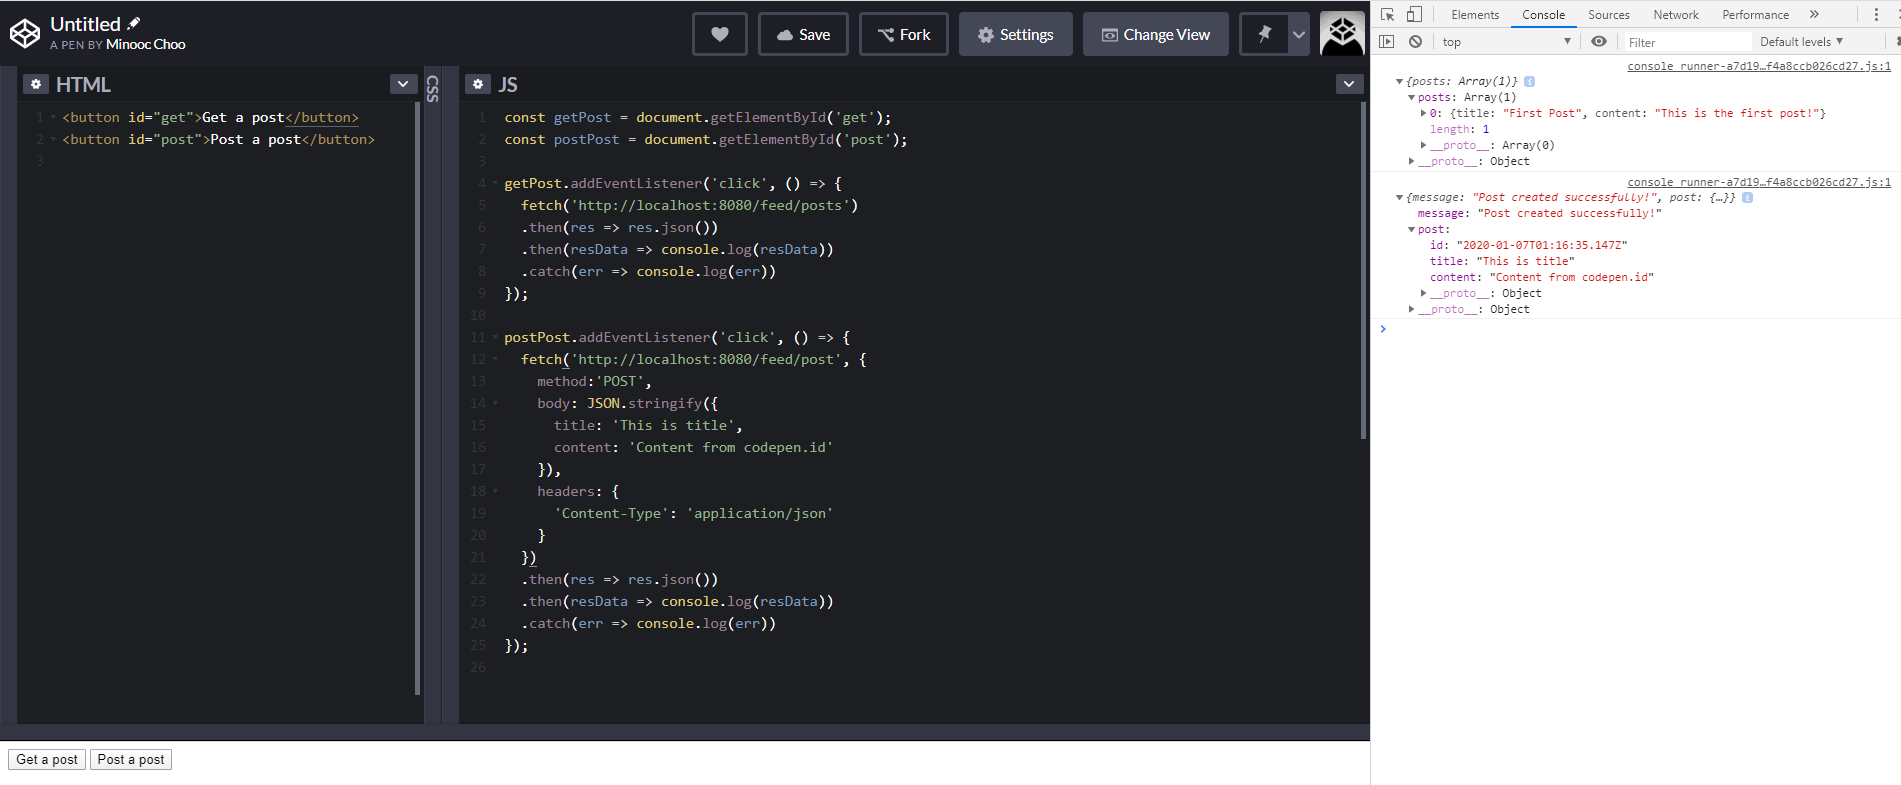 Untitled
A PEN BY Minooc Choo
Save
Fork
Settings
Change View
HTML
1 <button id="get">Get a post</button>
2 <button id="post">Post a post</button>
3
CSS
JS
1 const getPost = document.getElementById('get');
2 const postPost = document.getElementById('post');
3
4 getPost.addEventListener('click', () => {
5 fetch('http://localhost:8080/feed/posts')
6 .then(res => res.json())
7 .then(resData => console.log(resData))
8 .catch(err => console.log(err))
9 });
10
11 postPost.addEventListener('click', () => {
12 fetch('http://localhost:8080/feed/post', {
13 method:'POST',
14 body: JSON.stringify({
15 title: 'This is title',
16 content: 'Content from codepen.id'
17 }),
18 headers: {
19 'Content-Type': 'application/json'
20 }
21 })
22 .then(res => res.json())
23 .then(resData => console.log(resData))
24 .catch(err => console.log(err))
25 });
26
Get a post Post a post
Elements Console Sources Network Performance »
top Filter Default levels
console_runner-a7d19…f4a8ccb026cd27.js:1
{posts: Array(1)}
posts: Array(1)
0: {title: "First Post", content: "This is the first post!"}
length: 1
__proto__: Array(0)
__proto__: Object
console_runner-a7d19…f4a8ccb026cd27.js:1
{message: "Post created successfully!", post: {…}}
message: "Post created successfully!"
post:
id: "2020-01-07T01:16:35.147Z"
title: "This is title"
content: "Content from codepen.id"
__proto__: Object
__proto__: Object